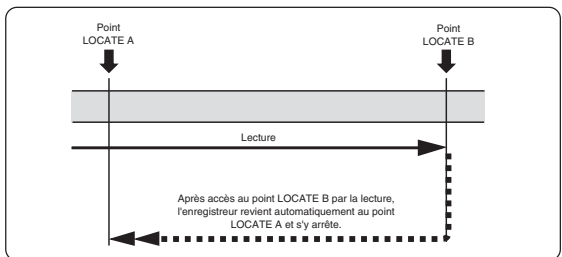 Point
LOCATE A
Point
LOCATE B
Lecture
Après accès au point LOCATE B par la lecture,
l'enregistreur revient automatiquement au point
LOCATE A et s'y arrête.